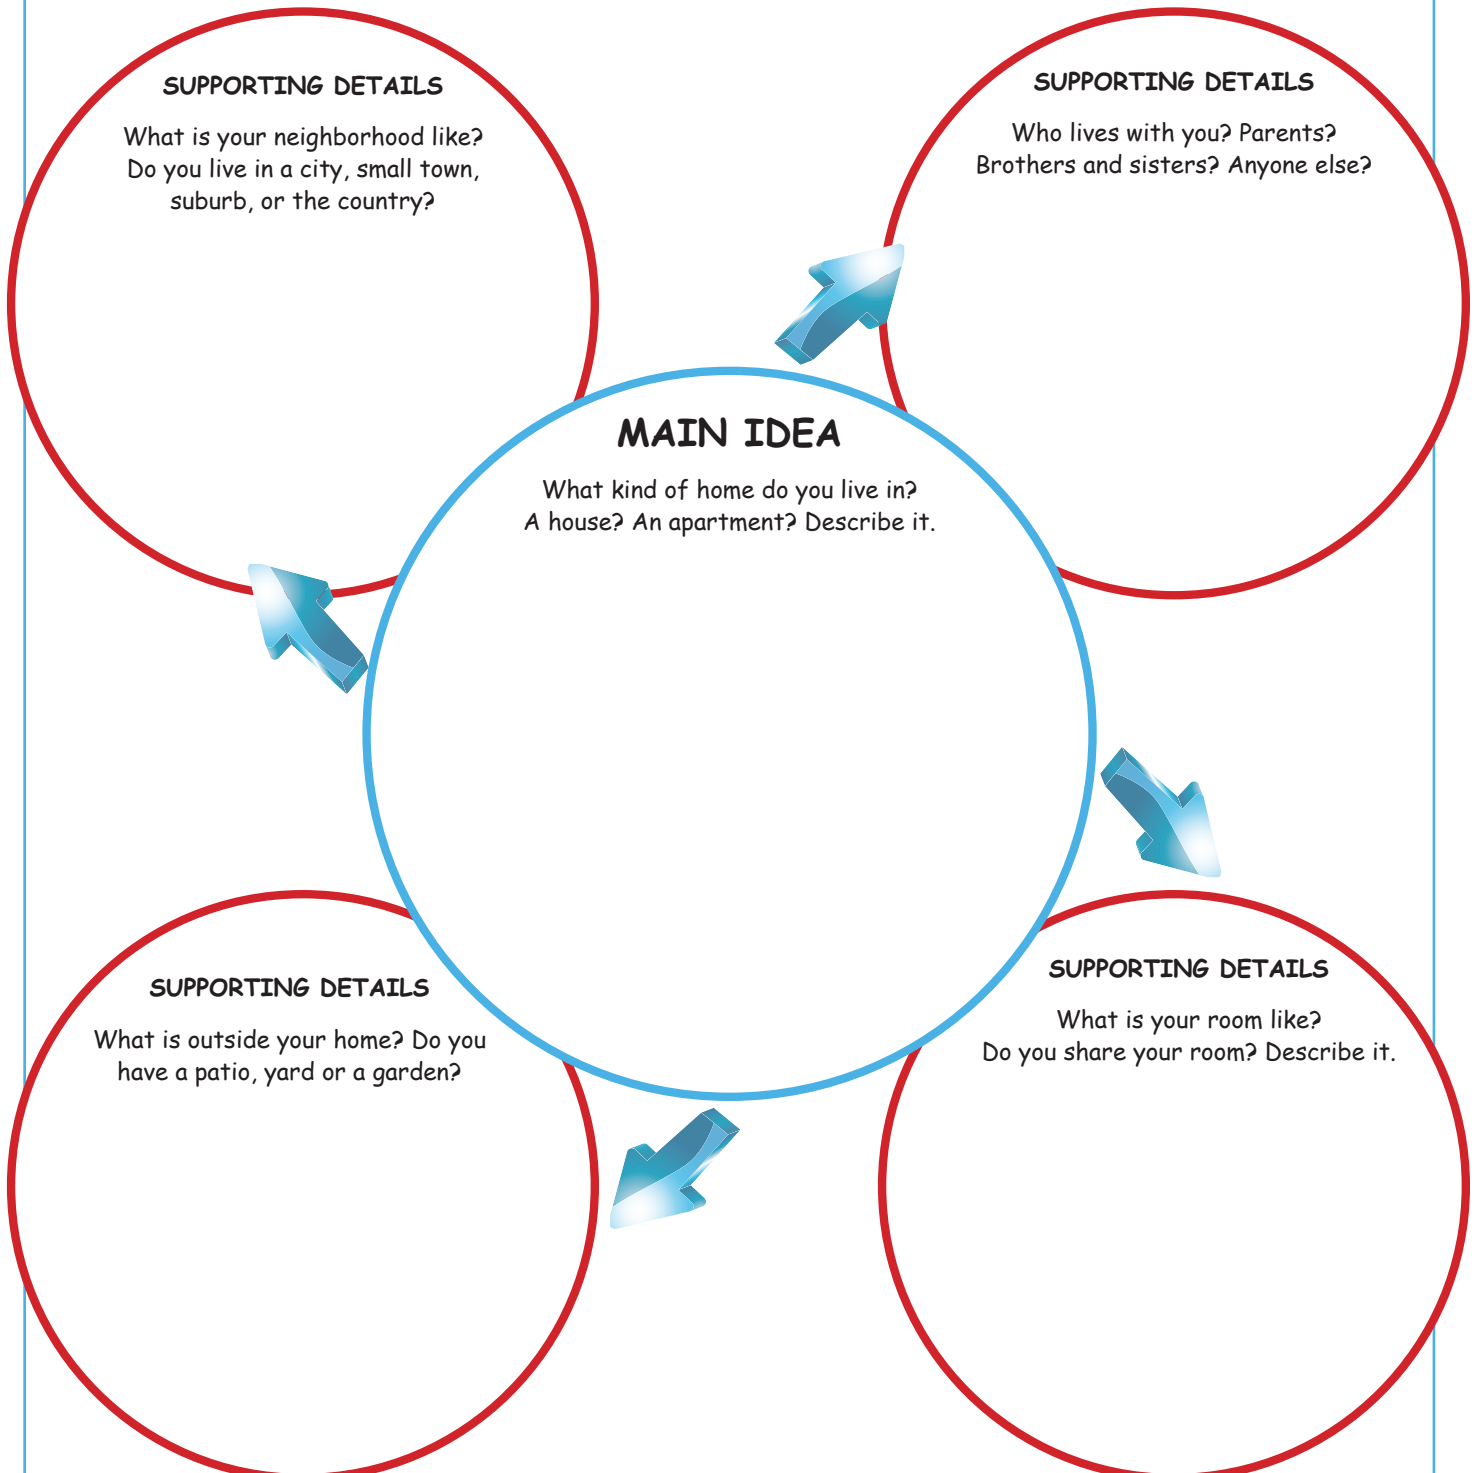 SUPPORTING DETAILS
What is your neighborhood like?
Do you live in a city, small town,
suburb, or the country?
SUPPORTING DETAILS
Who lives with you? Parents?
Brothers and sisters? Anyone else?
MAIN IDEA
What kind of home do you live in?
A house? An apartment? Describe it.
SUPPORTING DETAILS
What is outside your home? Do you
have a patio, yard or a garden?
SUPPORTING DETAILS
What is your room like?
Do you share your room? Describe it.